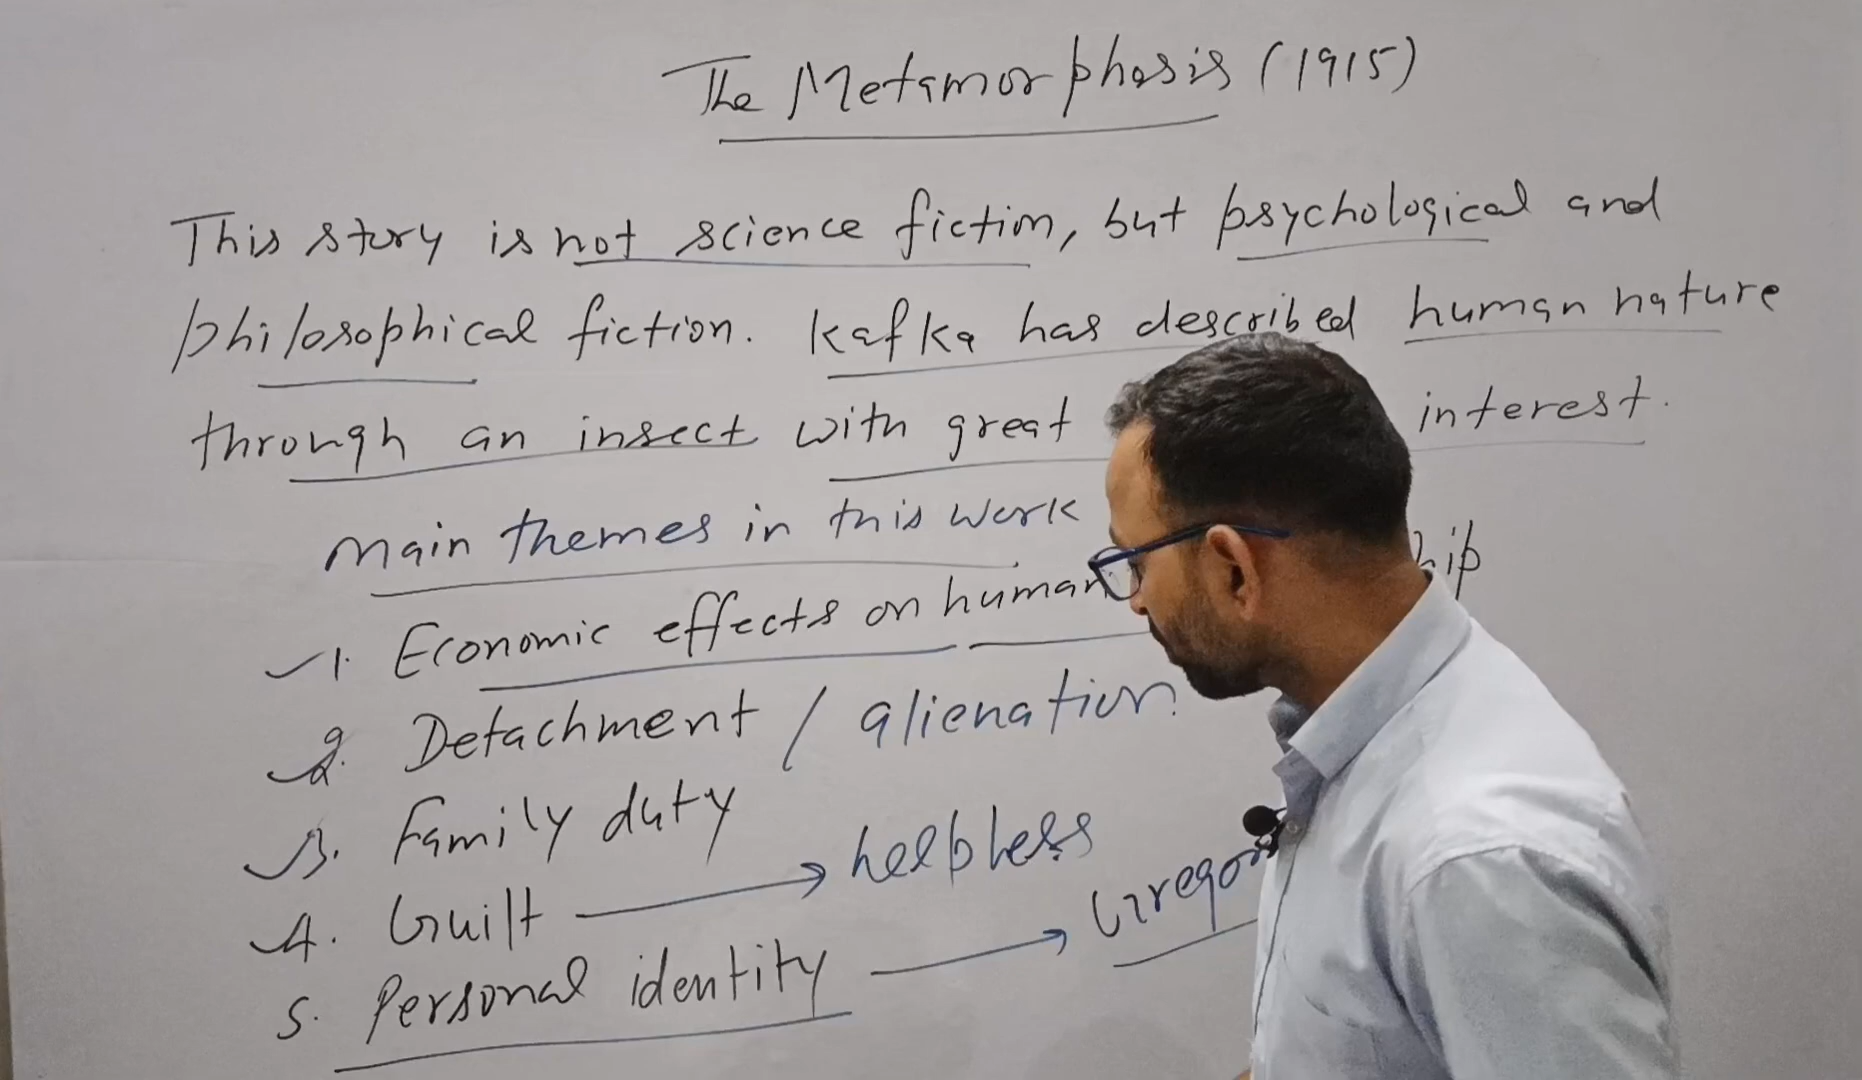 The Metamorphosis (1915)
This story is not science fiction, but psychological and
philosophical fiction. Kafka has described human nature
through an insect with great interest.
Main themes in this work
1. Economic effects on human
2. Detachment / alienation
3. Family duty
4. Guilt → helpless
5. Personal identity → Gregor